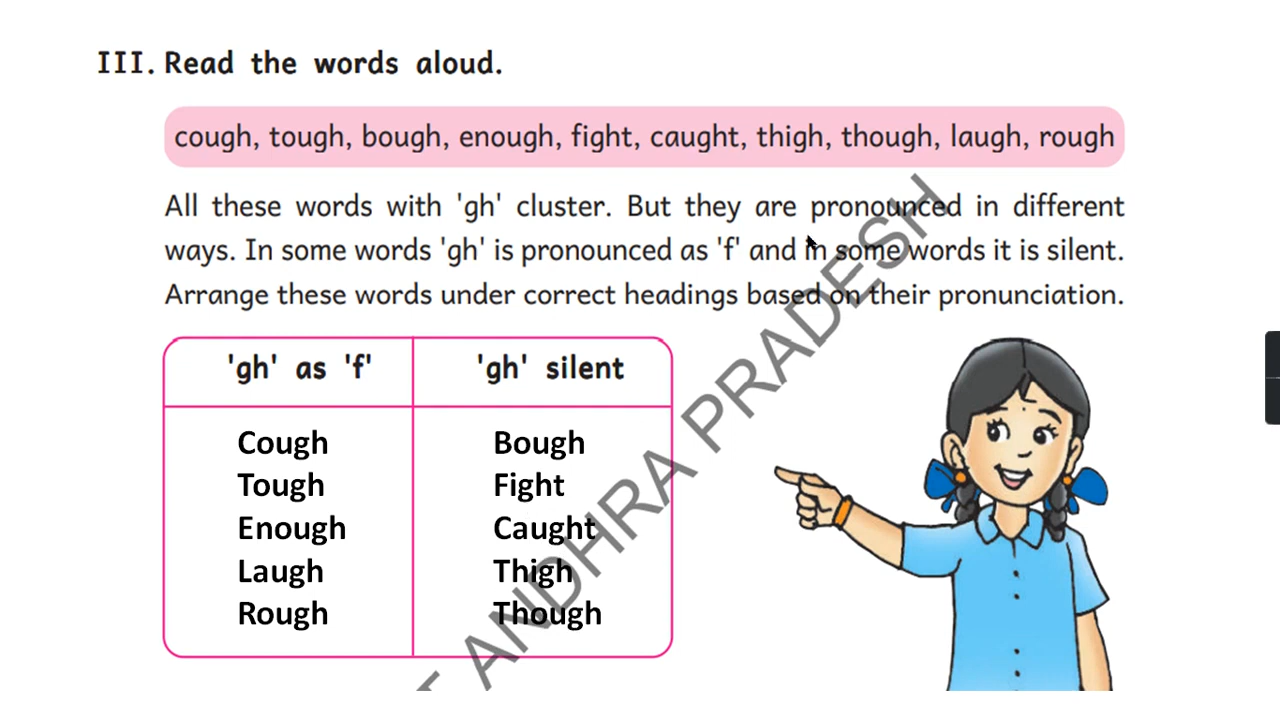 III. Read the words aloud.
cough, tough, bough, enough, fight, caught, thigh, though, laugh, rough
All these words with 'gh' cluster. But they are pronounced in different
ways. In some words 'gh' is pronounced as 'f' and in some words it is silent.
Arrange these words under correct headings based on their pronunciation.
'gh' as 'f' 'gh' silent
Cough Bough
Tough Fight
Enough Caught
Laugh Thigh
Rough Though
ANDHRA PRADESH